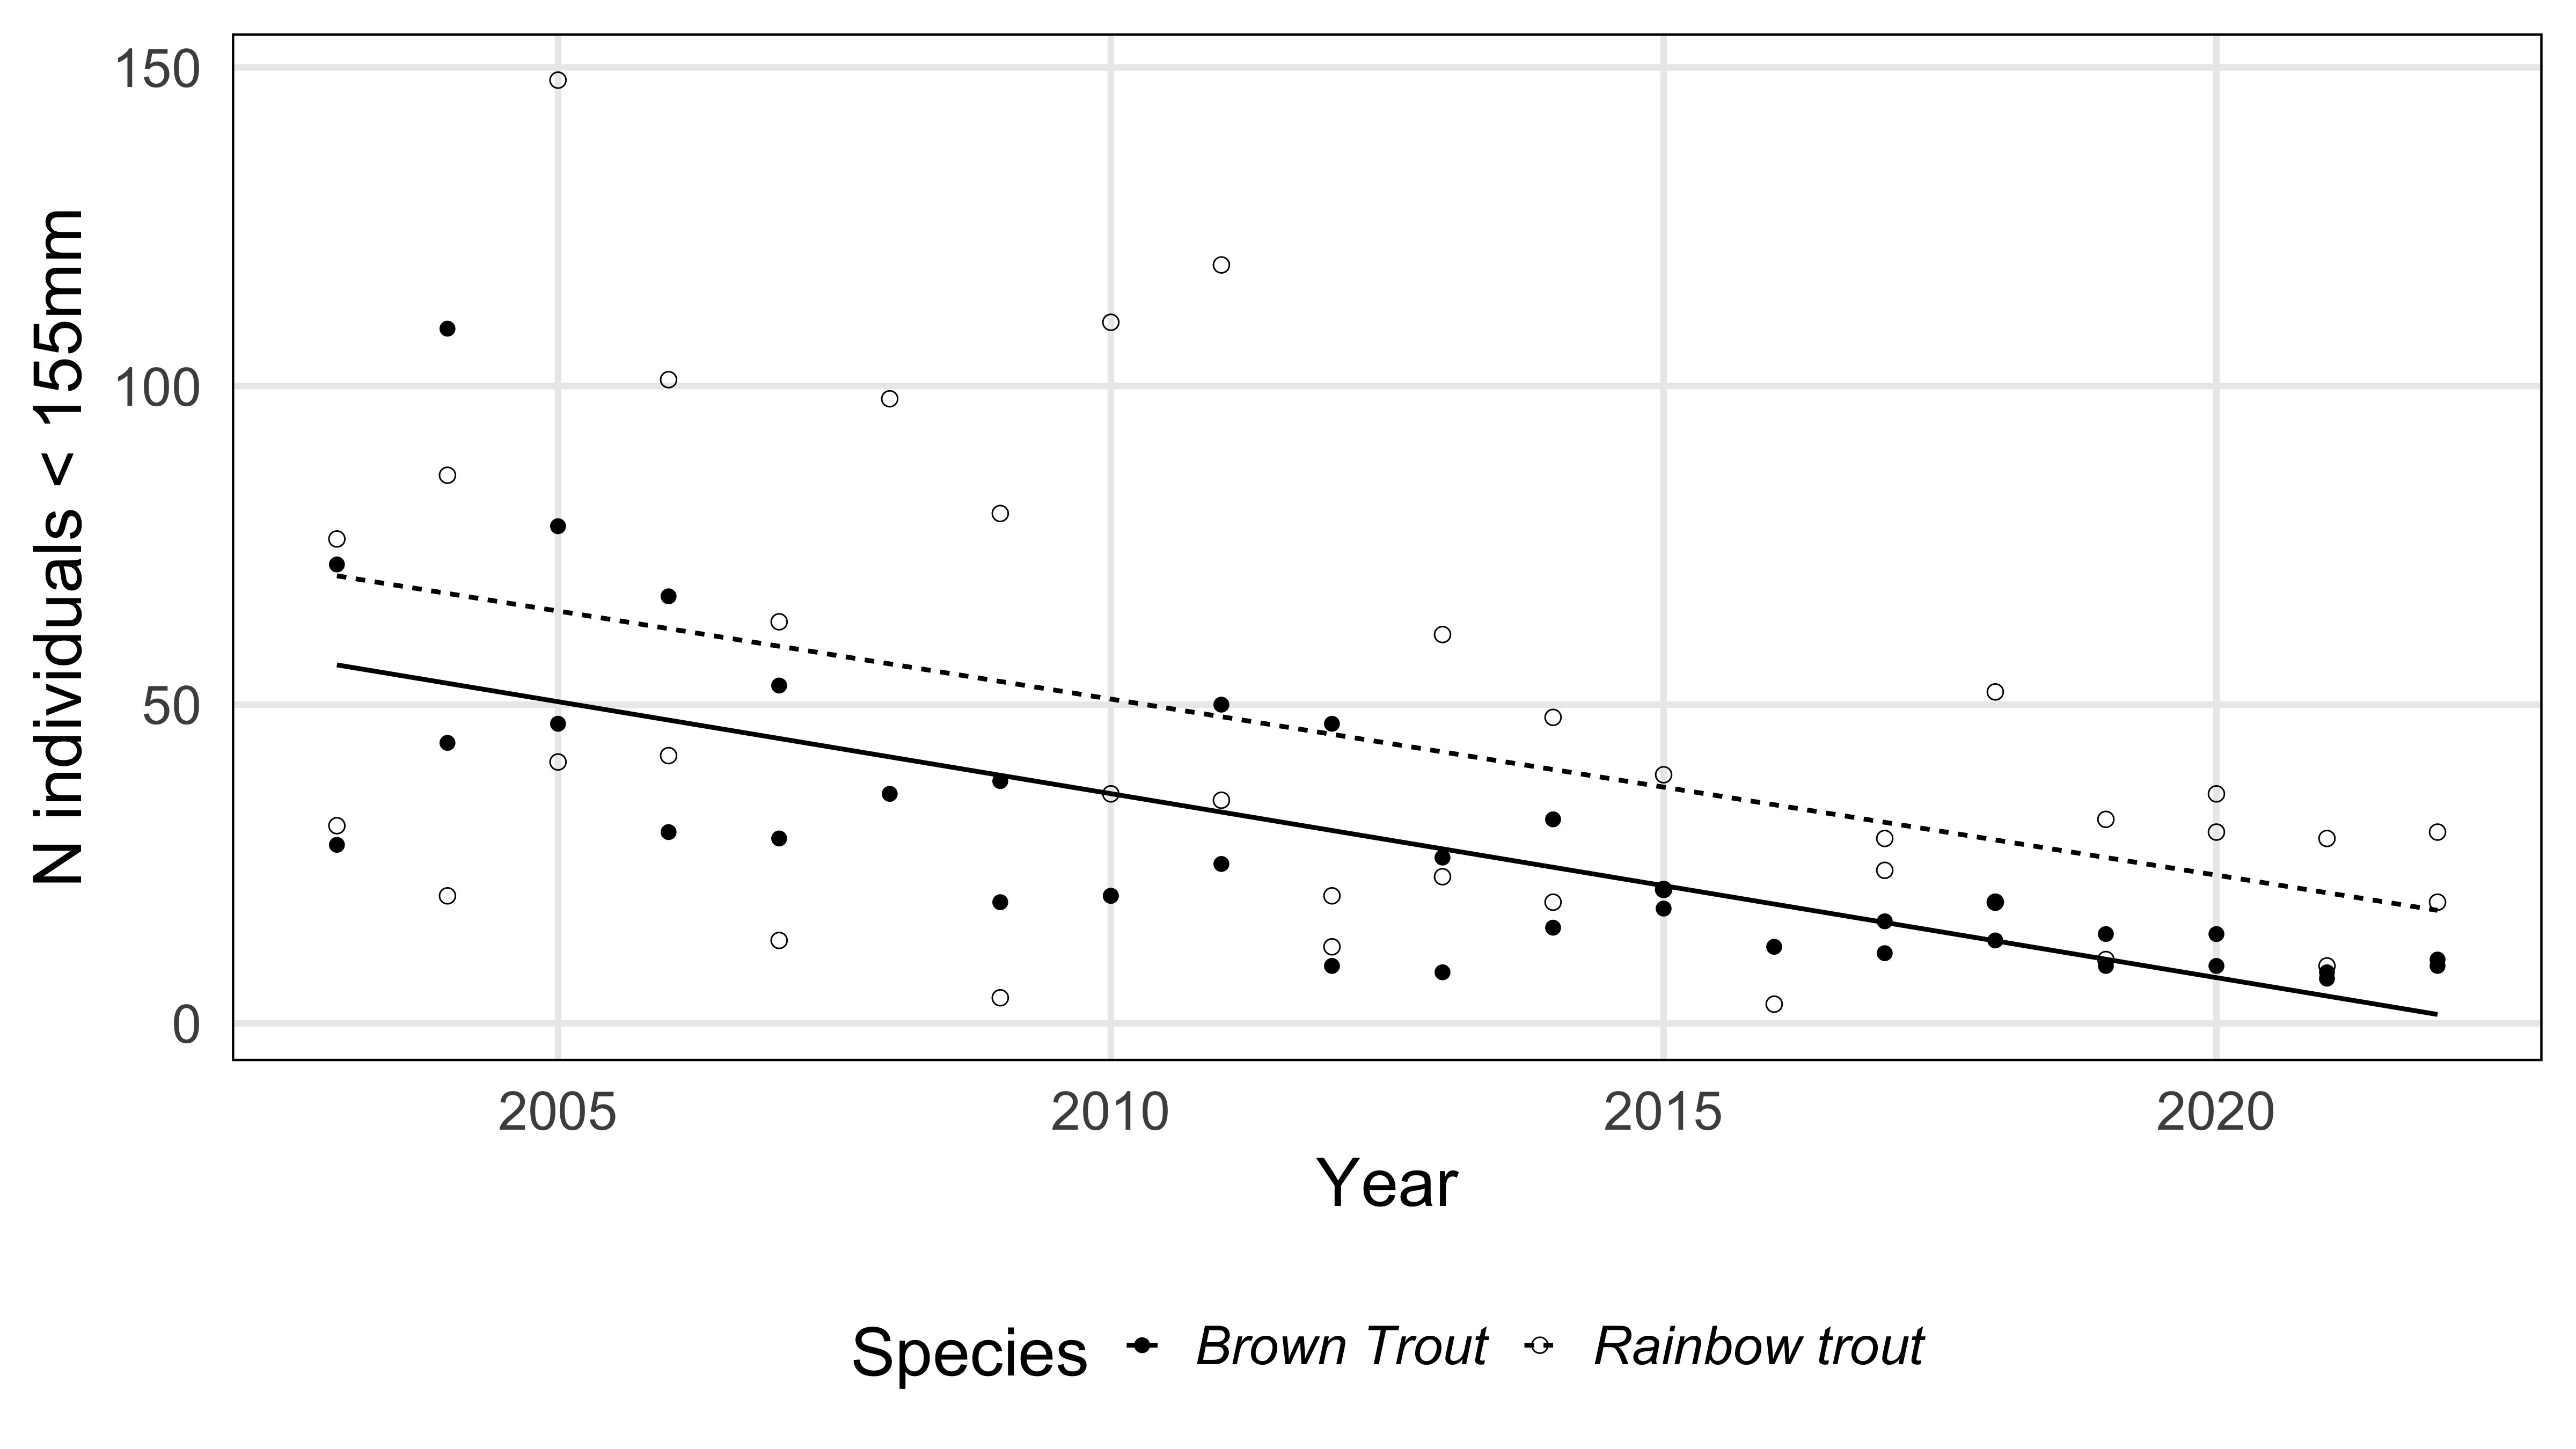 150
100
50
0
N individuals < 155mm
2005 2010 2015 2020
Year
Species Brown Trout Rainbow trout